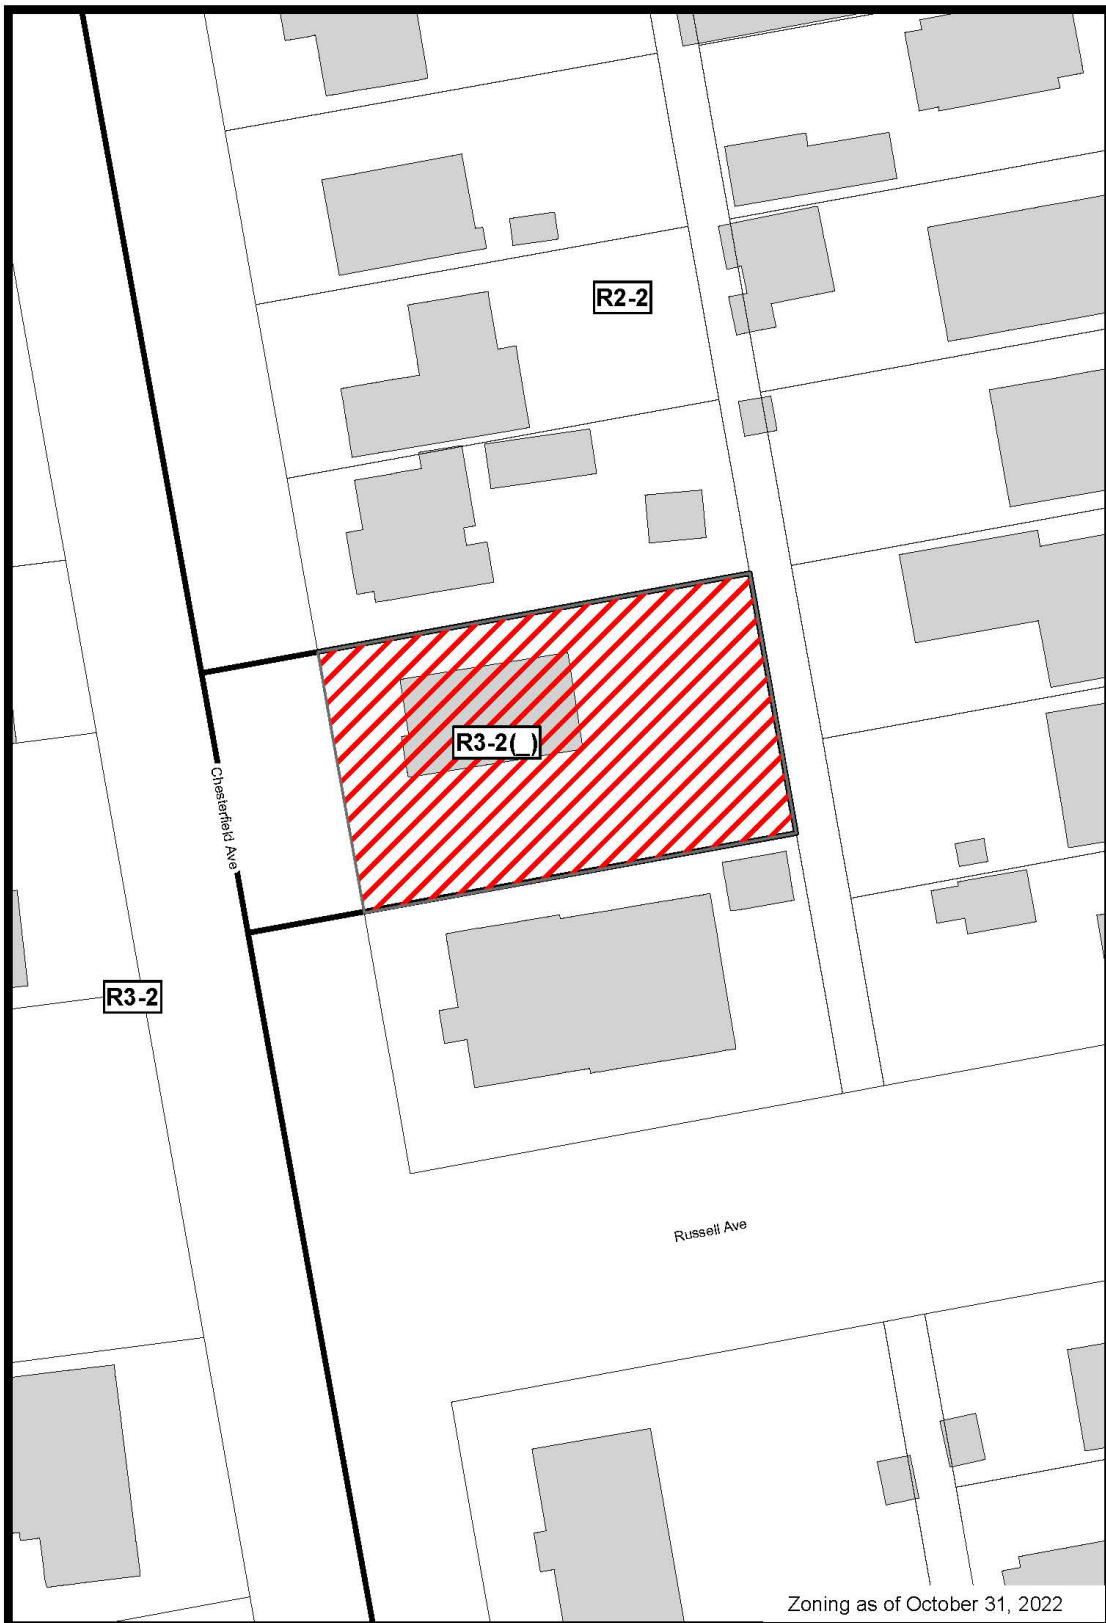 R2-2
R3-2(_)
Chesterfield Ave
R3-2
Russell Ave
Zoning as of October 31, 2022